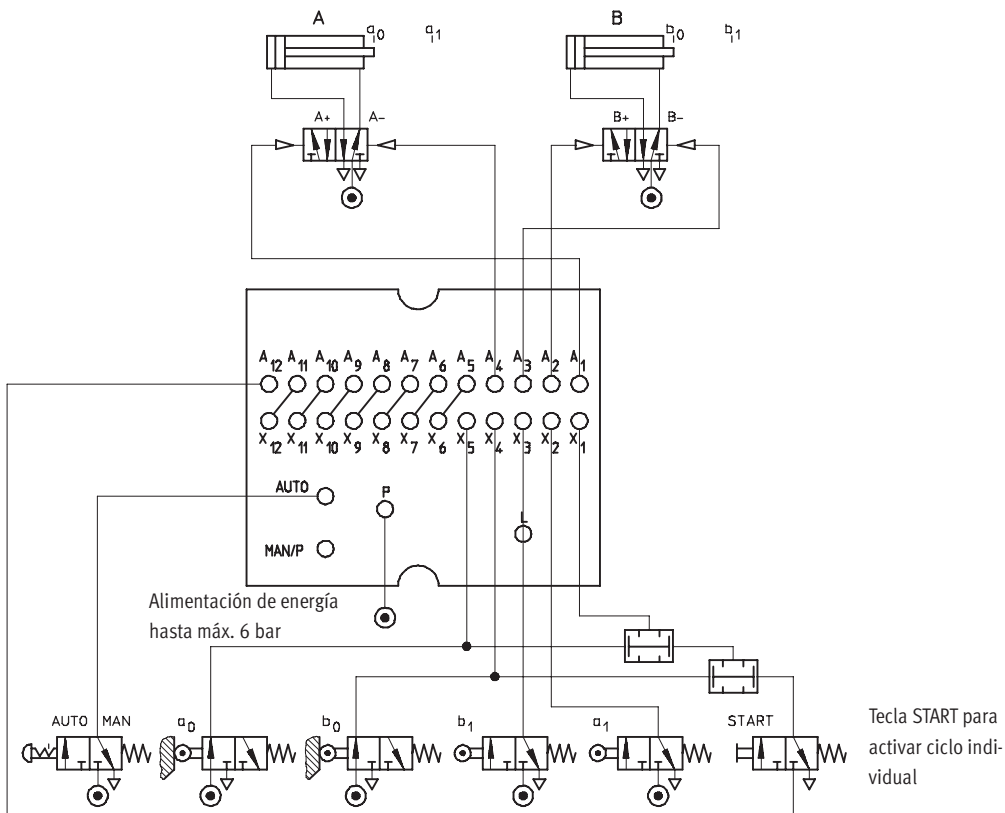 A a0 a1 B b0 b1
A+ A- B+ B-
A12 A11 A10 A9 A8 A7 A6 A5 A4 A3 A2 A1
X12 X11 X10 X9 X8 X7 X6 X5 X4 X3 X2 X1
AUTO P L
MAN/P
Alimentación de energía
hasta máx. 6 bar
AUTO MAN a0 b0 b1 a1 START
Tecla START para
activar ciclo indi-
vidual